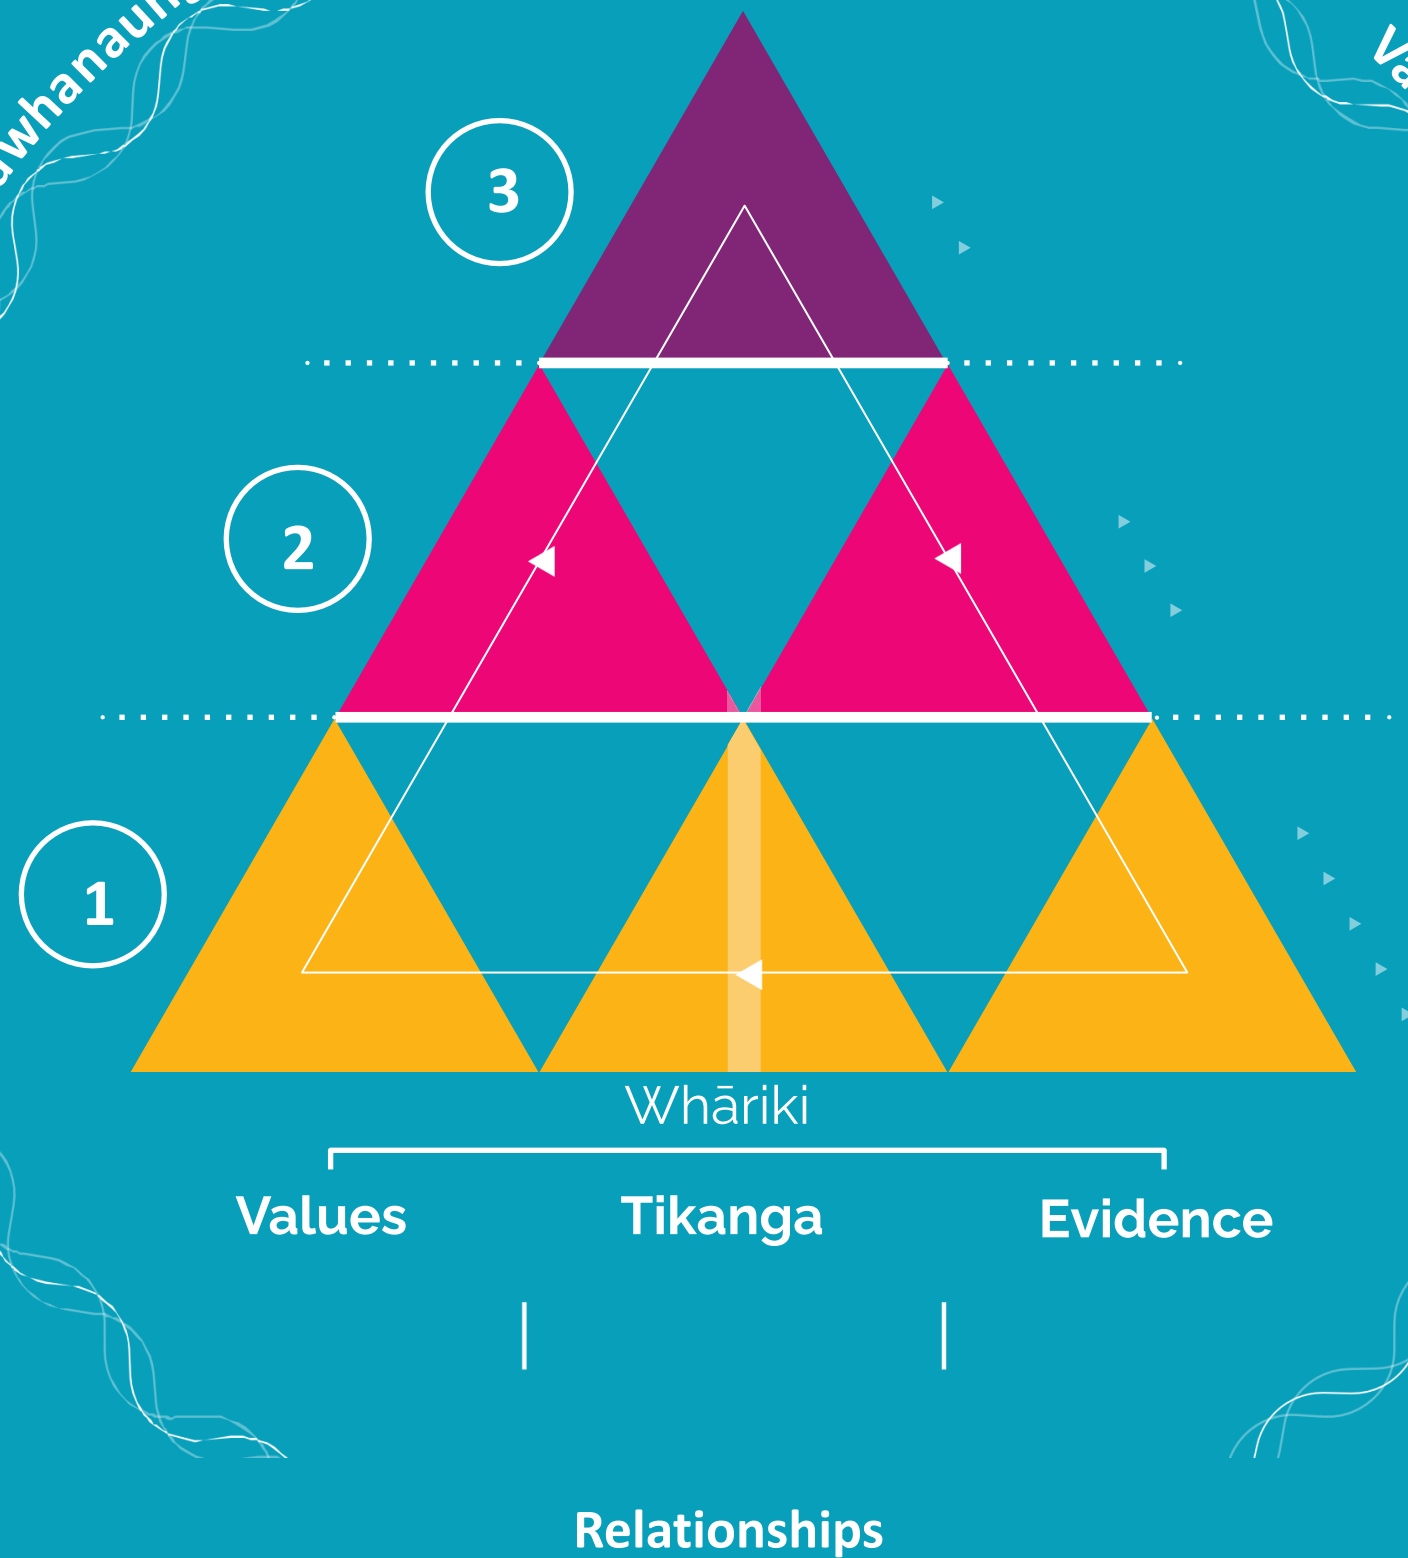 3
2
1
Whāriki
Values
Tikanga
Evidence
Relationships